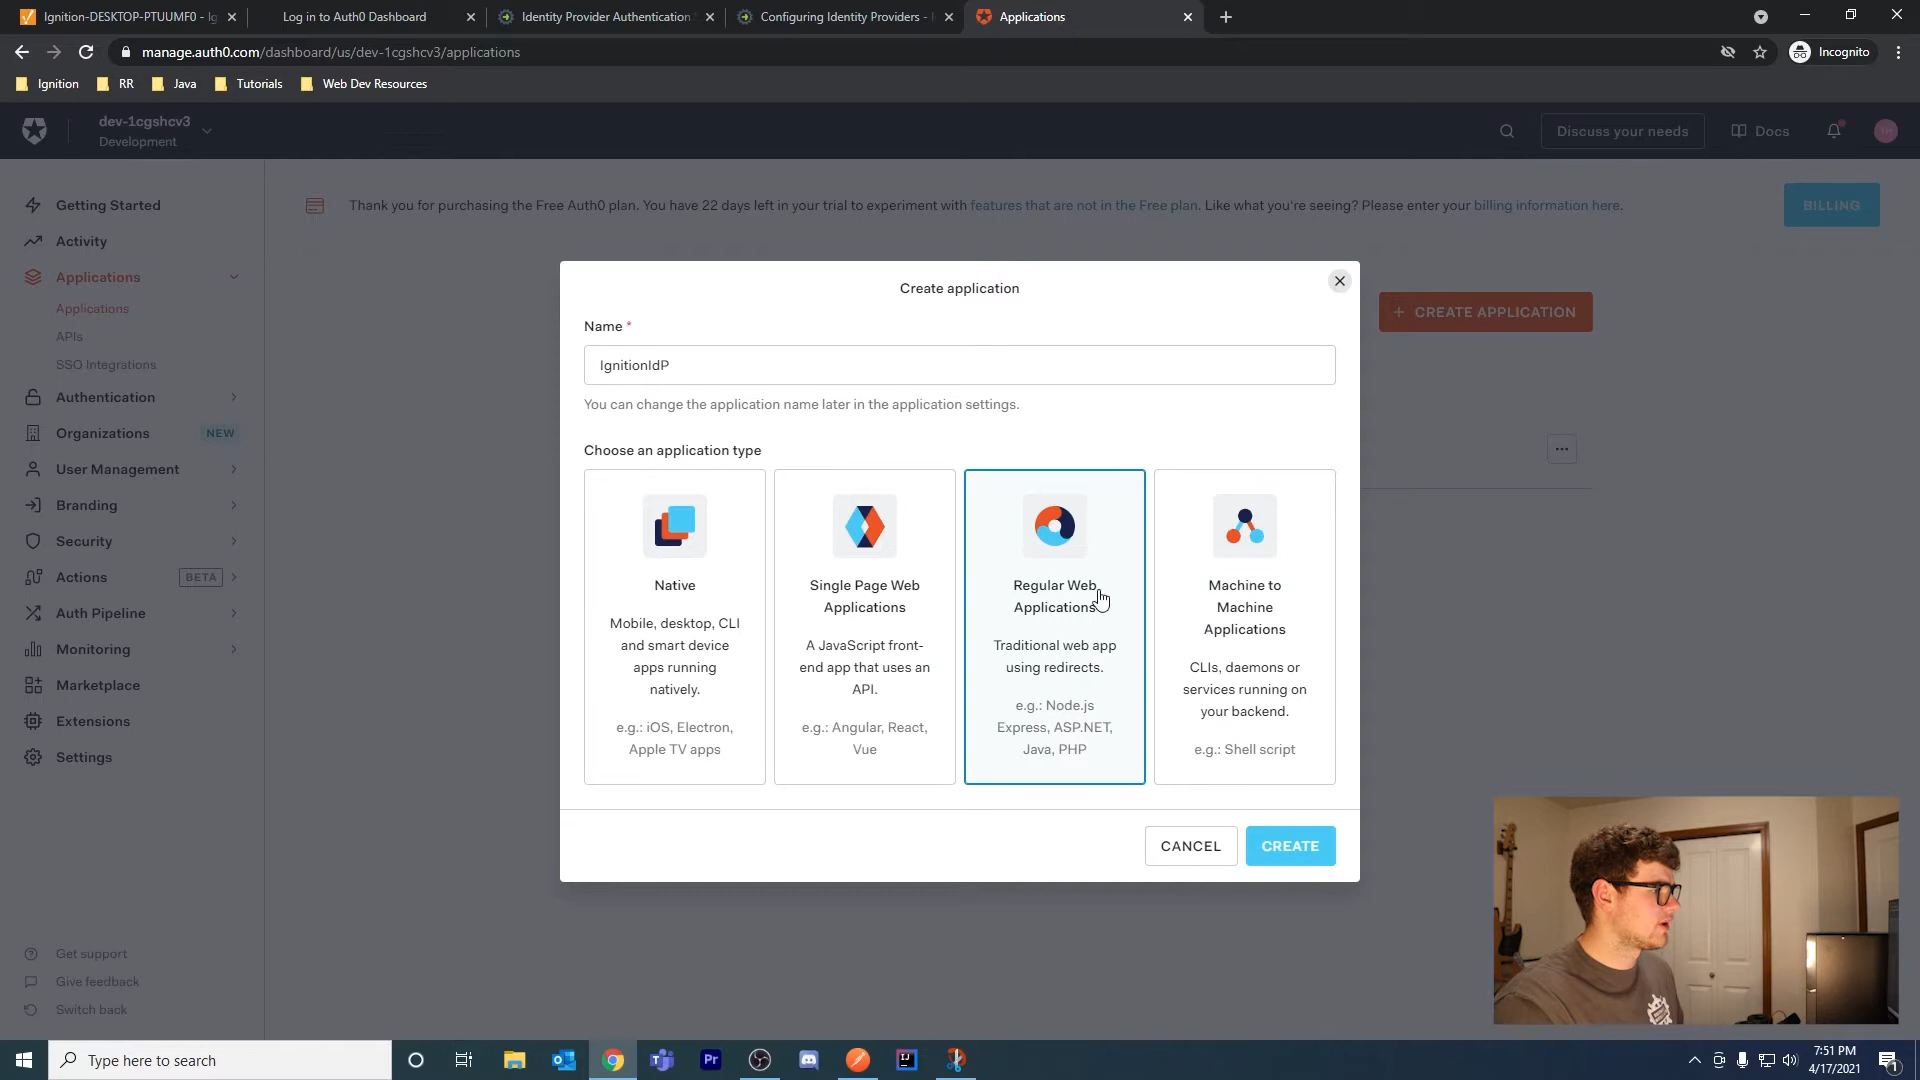 Ignition-DESKTOP-PTUUMF0 - Ig
Log in to Auth0 Dashboard
Identity Provider Authentication
Configuring Identity Providers - I
Applications
manage.auth0.com/dashboard/us/dev-1cgshcv3/applications
Incognito
Ignition
RR
Java
Tutorials
Web Dev Resources
dev-1cgshcv3
Development
Discuss your needs
Docs
Getting Started
Activity
Applications
Applications
APIs
SSO Integrations
Authentication
Organizations NEW
User Management
Branding
Security
Actions BETA
Auth Pipeline
Monitoring
Marketplace
Extensions
Settings
Get support
Give feedback
Switch back
Thank you for purchasing the Free Auth0 plan. You have 22 days left in your trial to experiment with features that are not in the Free plan. Like what you're seeing? Please enter your billing information here.
BILLING
+ CREATE APPLICATION
Create application
Name *
IgnitionIdP
You can change the application name later in the application settings.
Choose an application type
Native
Mobile, desktop, CLI
and smart device
apps running
natively.
e.g.: iOS, Electron,
Apple TV apps
Single Page Web
Applications
A JavaScript front-
end app that uses an
API.
e.g.: Angular, React,
Vue
Regular Web
Applications
Traditional web app
using redirects.
e.g.: Node.js
Express, ASP.NET,
Java, PHP
Machine to
Machine
Applications
CLIs, daemons or
services running on
your backend.
e.g.: Shell script
CANCEL
CREATE
Type here to search
Pr
IJ
7:51 PM
4/17/2021
1